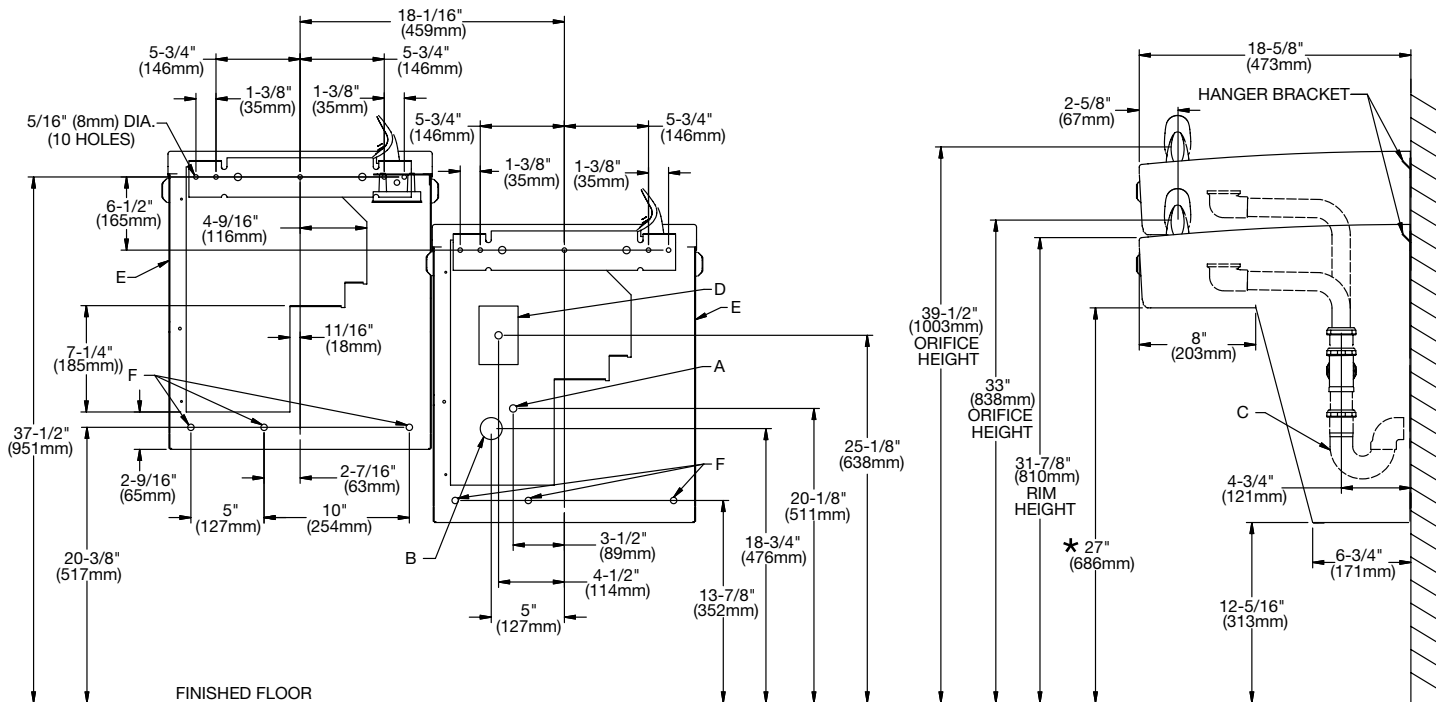 18-1/16"
(459mm)
5-3/4"
(146mm)
5-3/4"
(146mm)
1-3/8"
(35mm)
1-3/8"
(35mm)
5/16" (8mm) DIA.
(10 HOLES)
5-3/4"
(146mm)
5-3/4"
(146mm)
1-3/8"
(35mm)
1-3/8"
(35mm)
6-1/2"
(165mm)
4-9/16"
(116mm)
E
D
E
11/16"
(18mm)
7-1/4"
(185mm))
A
F
37-1/2"
(951mm)
25-1/8"
(638mm)
2-9/16"
(65mm)
2-7/16"
(63mm)
F
20-1/8"
(511mm)
5"
(127mm)
10"
(254mm)
B
3-1/2"
(89mm)
18-3/4"
(476mm)
20-3/8"
(517mm)
4-1/2"
(114mm)
13-7/8"
(352mm)
5"
(127mm)
FINISHED FLOOR
18-5/8"
(473mm)
2-5/8"
(67mm)
HANGER BRACKET
39-1/2"
(1003mm)
ORIFICE
HEIGHT
8"
(203mm)
33"
(838mm)
ORIFICE
HEIGHT
C
31-7/8"
(810mm)
RIM
HEIGHT
4-3/4"
(121mm)
* 27"
(686mm)
6-3/4"
(171mm)
12-5/16"
(313mm)